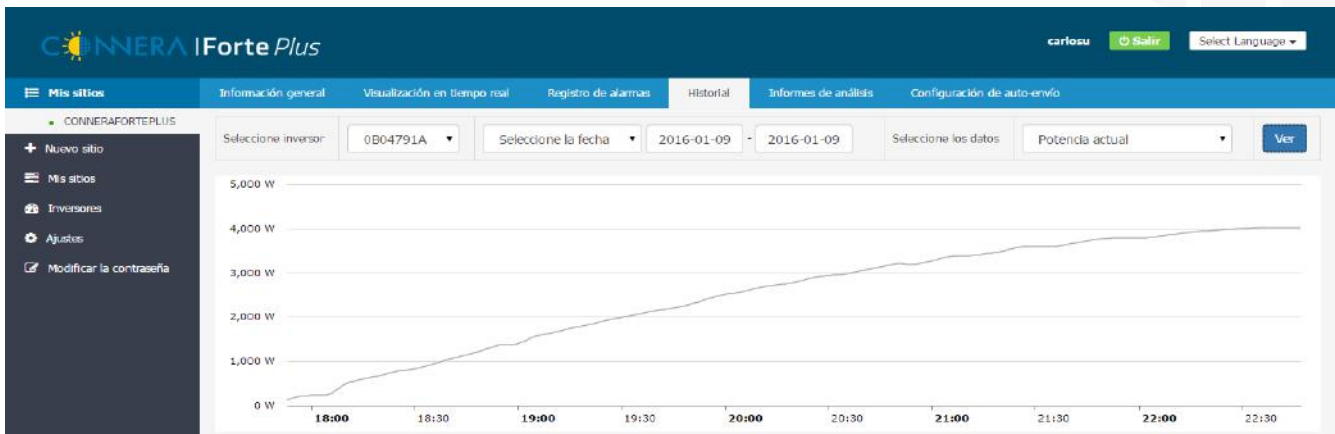 CONNERA | Forte Plus
carlosu
Salir
Select Language
Mis sitios
Información general
Visualización en tiempo real
Registro de alarmas
Historial
Informes de análisis
Configuración de auto-envío
CONNERAFORTEPLUS
Nuevo sitio
Mis sitios
Inversores
Ajustes
Modificar la contraseña
Seleccione inversor
0B04791A
Seleccione la fecha
2016-01-09 - 2016-01-09
Seleccione los datos
Potencia actual
Ver
5,000 W
4,000 W
3,000 W
2,000 W
1,000 W
0 W
18:00 18:30 19:00 19:30 20:00 20:30 21:00 21:30 22:00 22:30